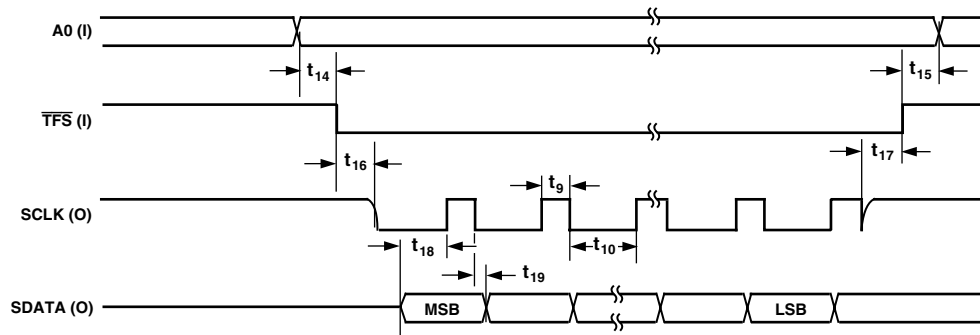 A0 (I)
t14
t15
TFS (I)
t16
t17
t9
SCLK (O)
t18
t10
t19
SDATA (O)
MSB
LSB